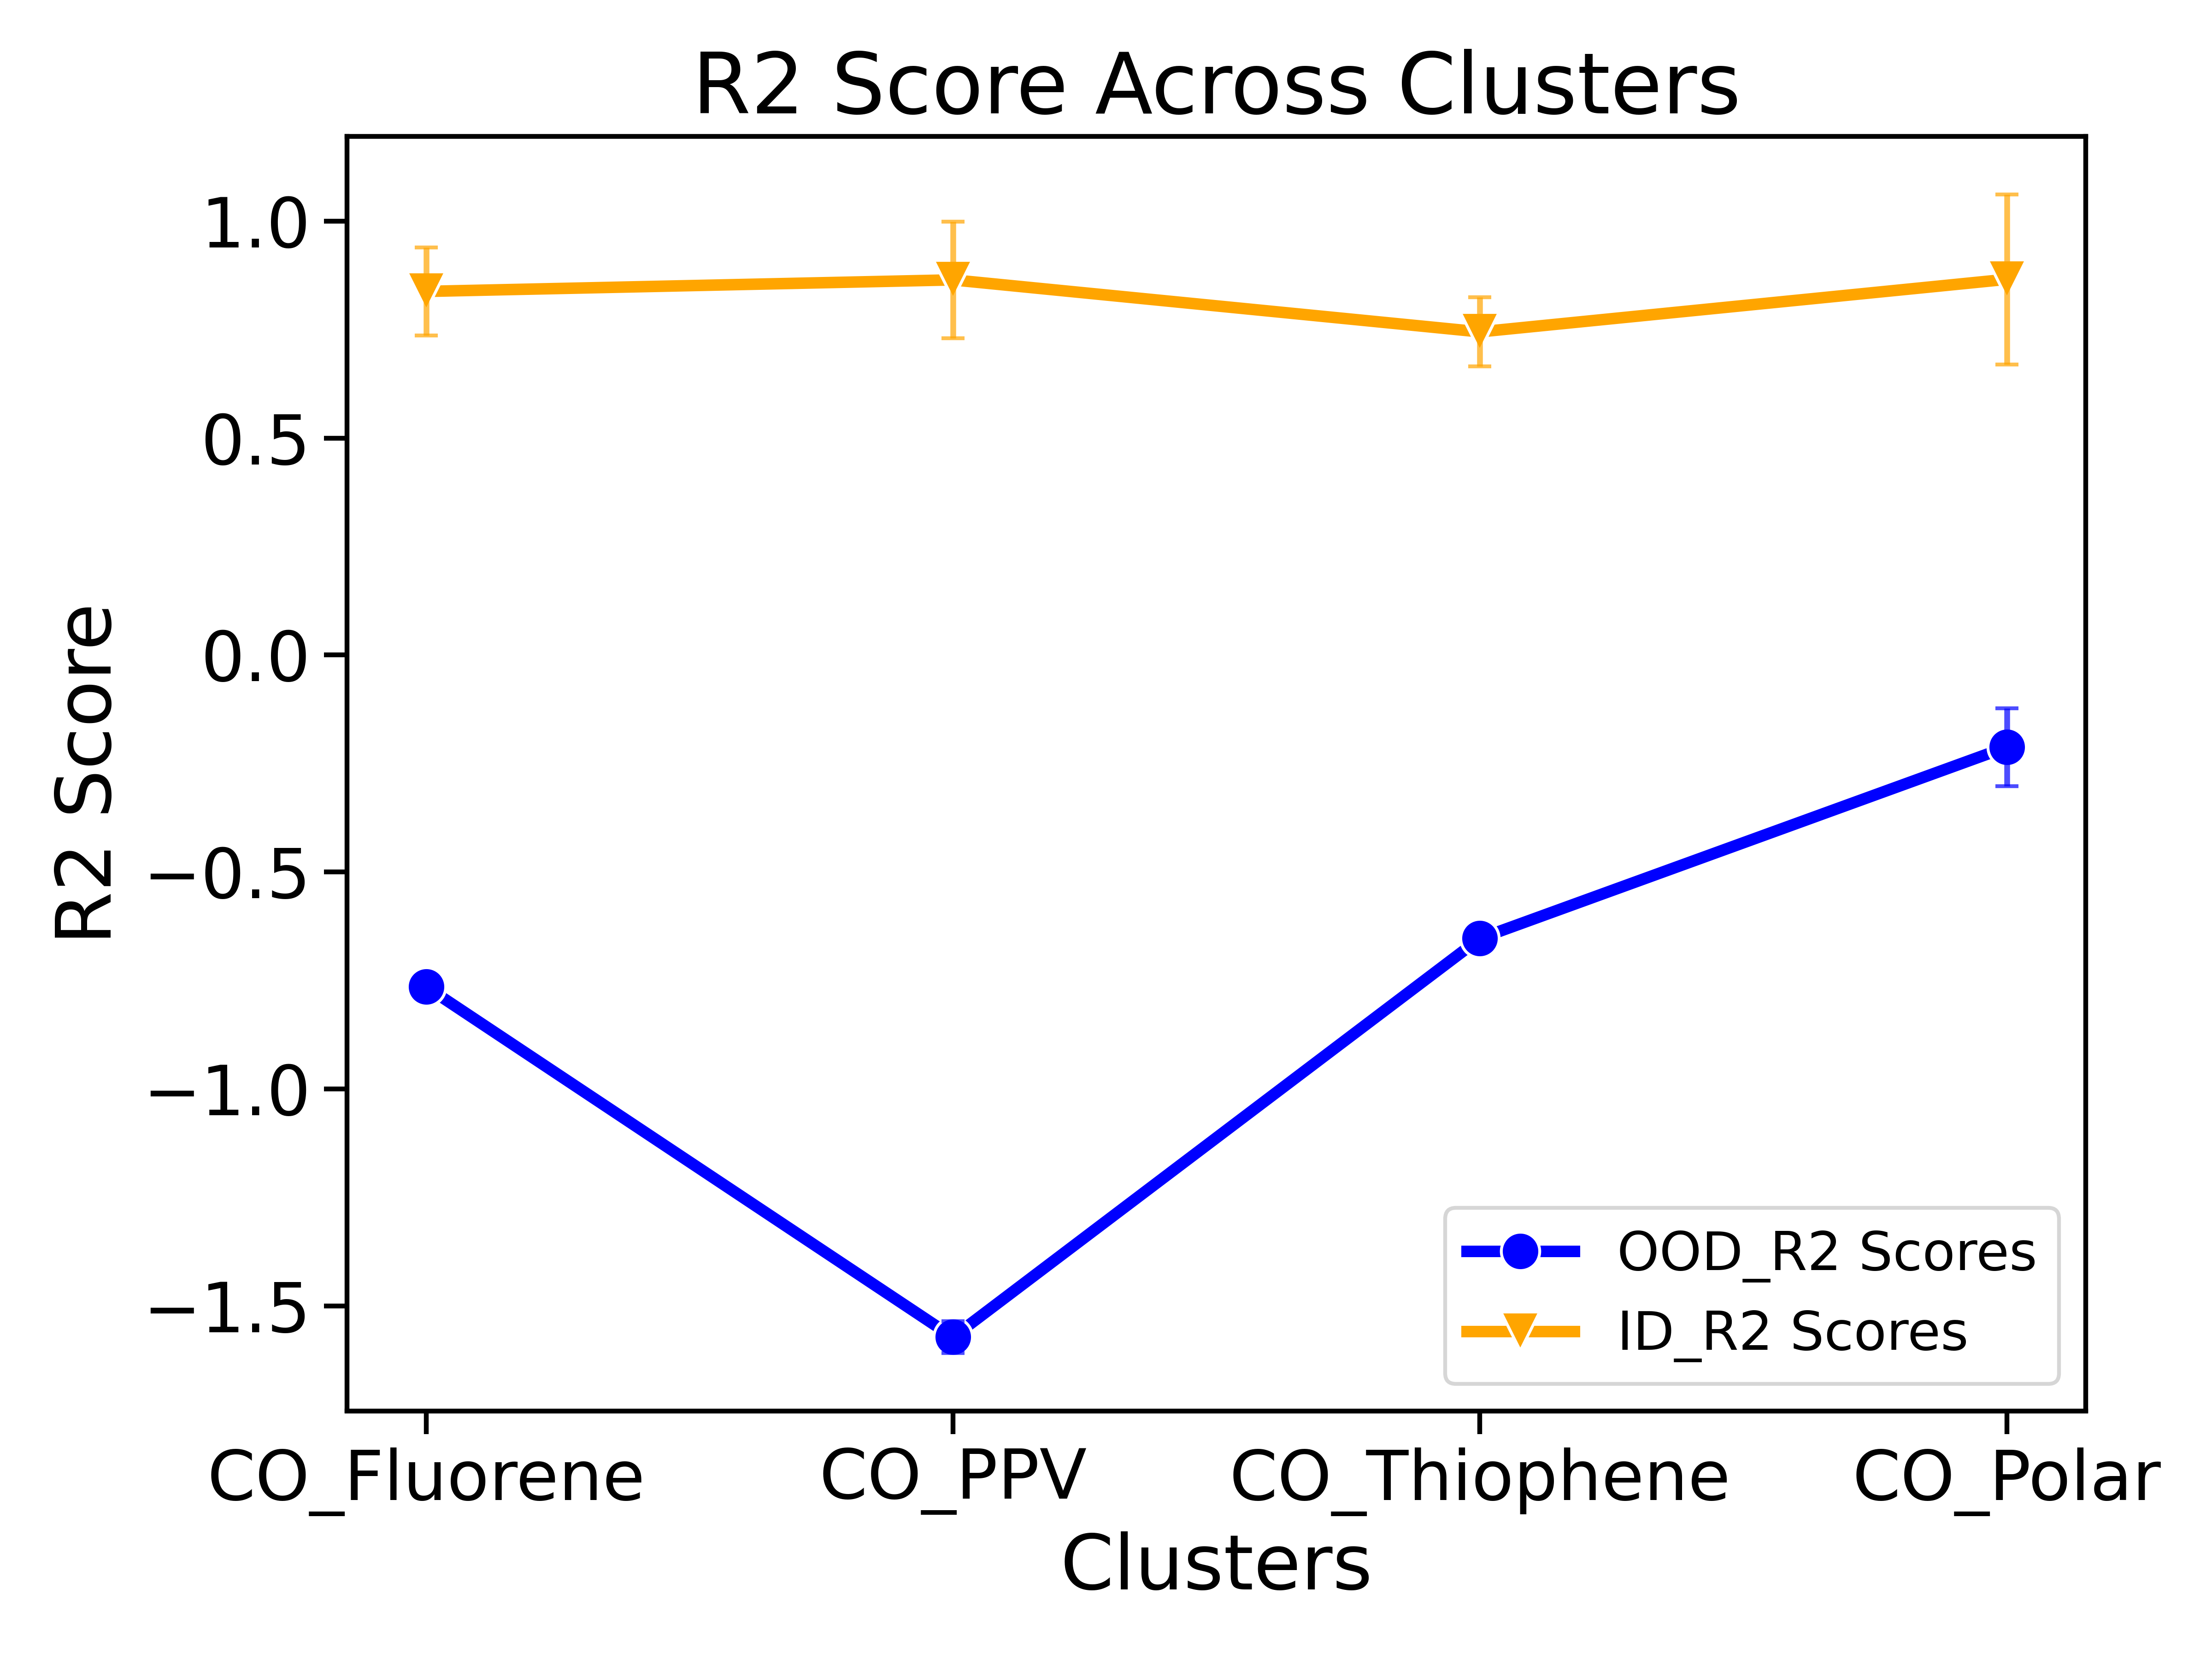 R2 Score Across Clusters
R2 Score
1.0
0.5
0.0
−0.5
−1.0
−1.5
OOD_R2 Scores
ID_R2 Scores
CO_Fluorene CO_PPV CO_Thiophene CO_Polar
Clusters